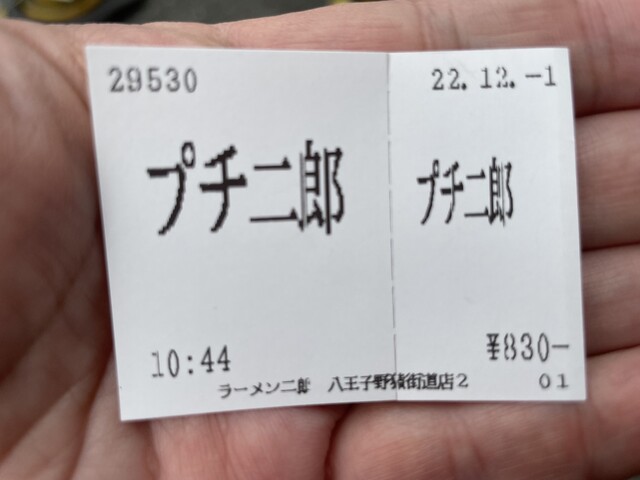 29530 22.12.-1
プチ二郎 プチ二郎
10:44 ¥830-
ラーメン二郎 八王子野猿街道店2 01